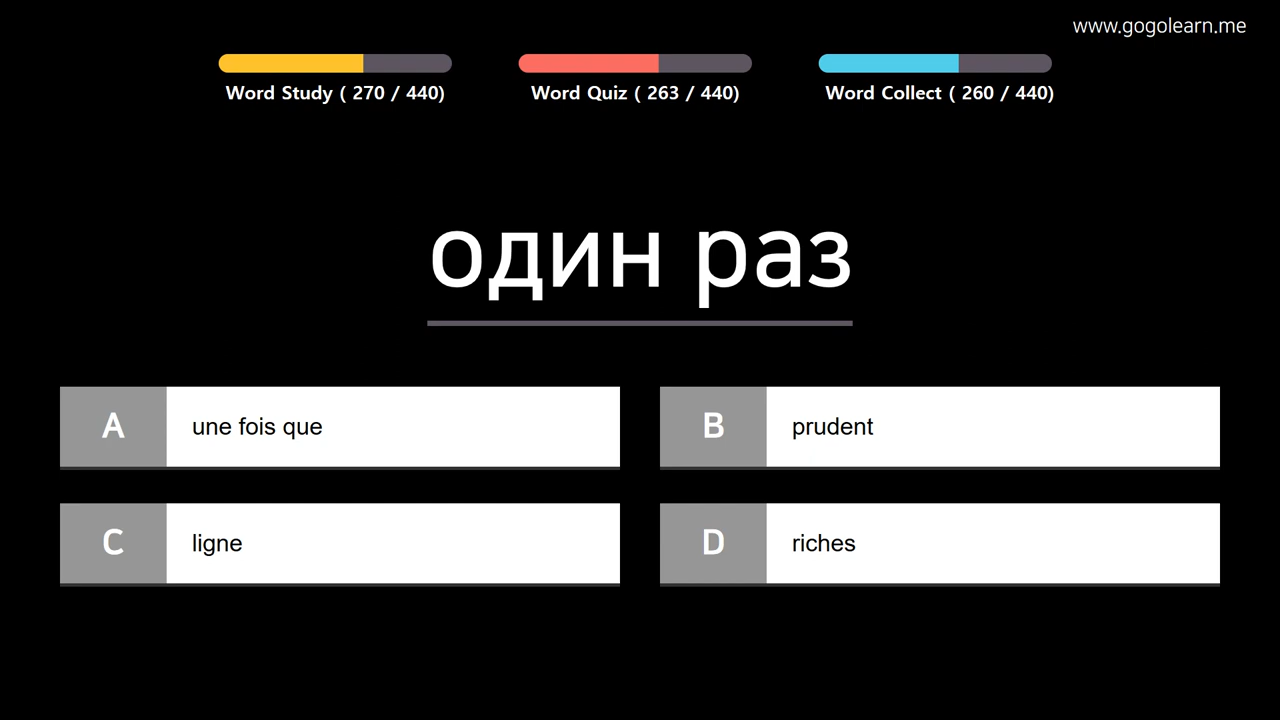 www.gogolearn.me
Word Study ( 270 / 440)
Word Quiz ( 263 / 440)
Word Collect ( 260 / 440)
один раз
A
une fois que
B
prudent
C
ligne
D
riches